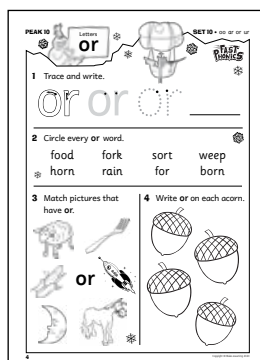 PEAK 10
Letters
or
SET 10 • oo ar or ur
FAST
PHONICS
1 Trace and write.
or or or
2 Circle every or word.
food fork sort weep
horn rain for born
3 Match pictures that
have or.
or
4 Write or on each acorn.
4